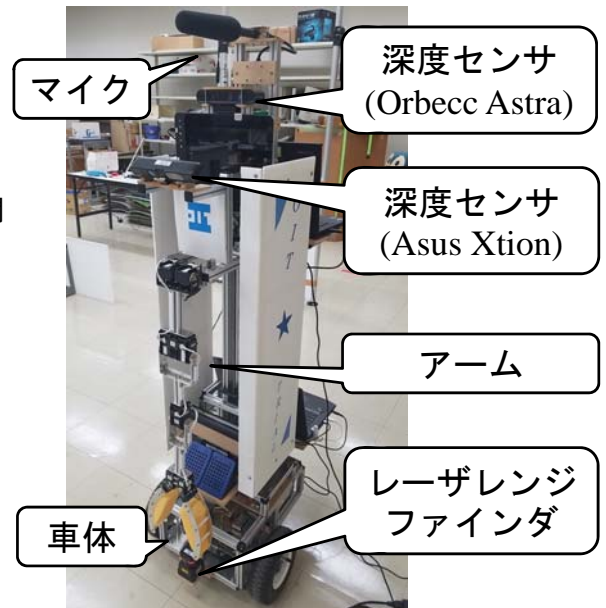 マイク
深度センサ
(Orbecc Astra)
深度センサ
(Asus Xtion)
アーム
レーザレンジ
ファインダ
車体
OIT